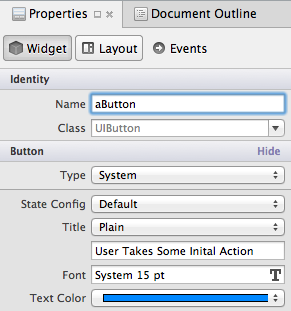 Properties
Document Outline
Widget
Layout
Events
Identity
Name
aButton
Class
UIButton
Button
Hide
Type
System
State Config
Default
Title
Plain
User Takes Some Inital Action
Font
System 15 pt
T
Text Color